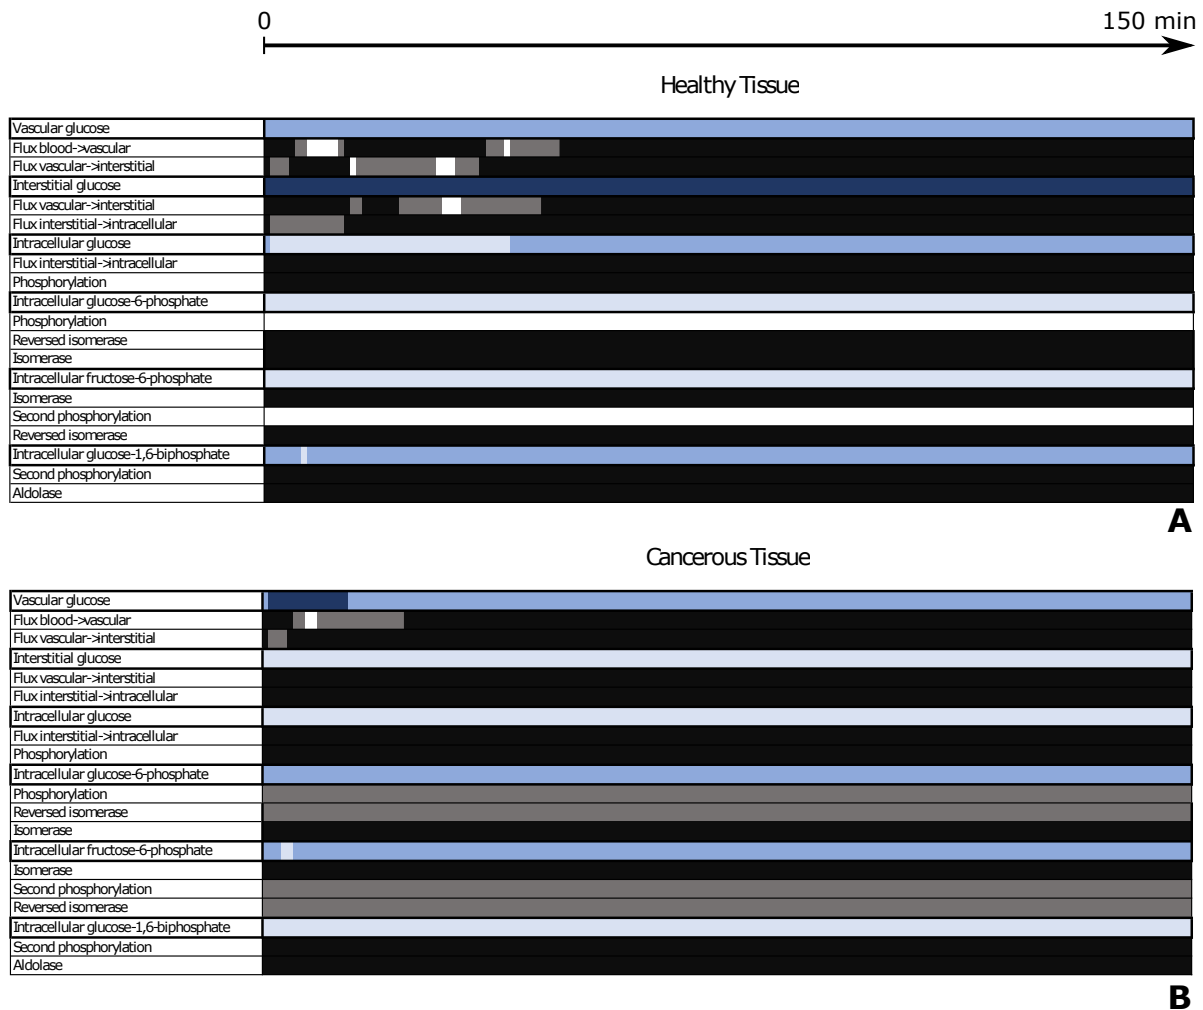 0 150 min
Healthy Tissue
Vascular glucose
Flux blood->vascular
Flux vascular->interstitial
Interstitial glucose
Flux vascular->interstitial
Flux interstitial->intracellular
Intracellular glucose
Flux interstitial->intracellular
Phosphorylation
Intracellular glucose-6-phosphate
Phosphorylation
Reversed isomerase
Isomerase
Intracellular fructose-6-phosphate
Isomerase
Second phosphorylation
Reversed isomerase
Intracellular glucose-1,6-biphosphate
Second phosphorylation
Aldolase
A
Cancerous Tissue
Vascular glucose
Flux blood->vascular
Flux vascular->interstitial
Interstitial glucose
Flux vascular->interstitial
Flux interstitial->intracellular
Intracellular glucose
Flux interstitial->intracellular
Phosphorylation
Intracellular glucose-6-phosphate
Phosphorylation
Reversed isomerase
Isomerase
Intracellular fructose-6-phosphate
Isomerase
Second phosphorylation
Reversed isomerase
Intracellular glucose-1,6-biphosphate
Second phosphorylation
Aldolase
B